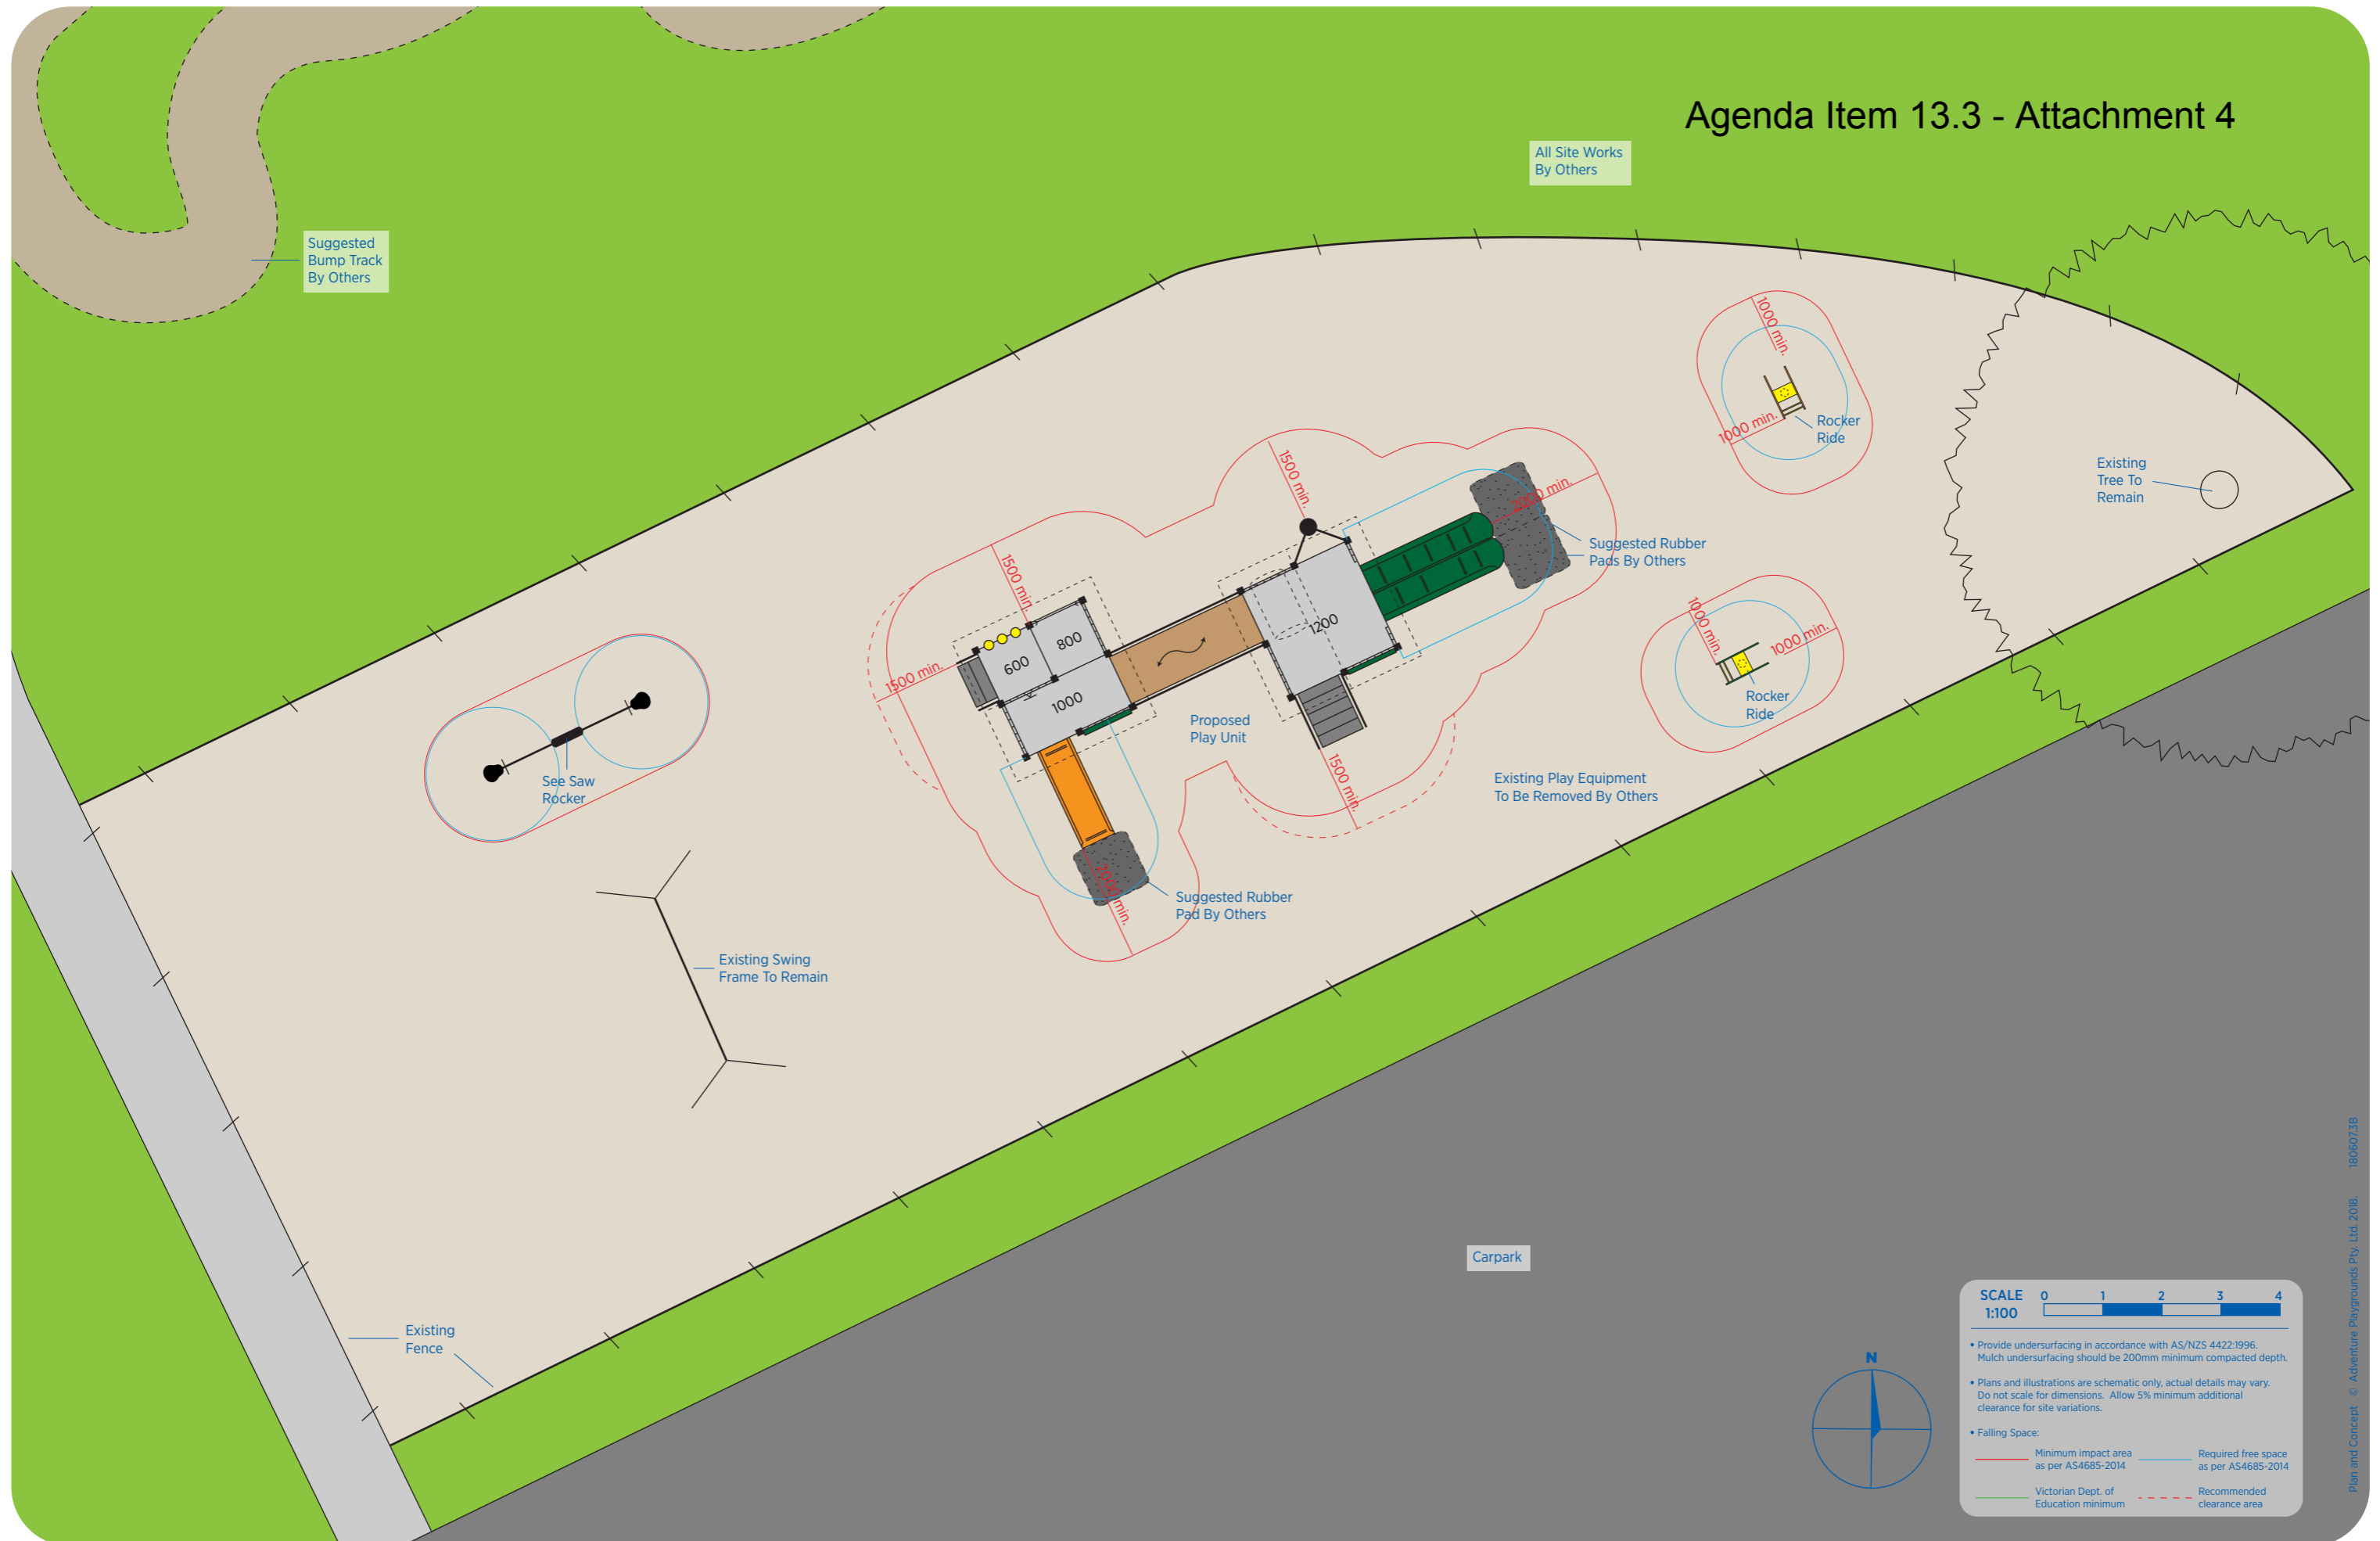 Agenda Item 13.3 - Attachment 4
All Site Works
By Others
Suggested
Bump Track
By Others
1000 min.
1000 min.
Rocker
Ride
Existing
Tree To
Remain
1500 min.
2000 min.
Suggested Rubber
Pads By Others
1500 min.
1500 min.
600
800
1000
1200
1000 min.
1000 min.
Rocker
Ride
Proposed
Play Unit
See Saw
Rocker
1500 min.
Existing Play Equipment
To Be Removed By Others
2000 min.
Suggested Rubber
Pad By Others
Existing Swing
Frame To Remain
Existing
Fence
Carpark
N
SCALE
1:100
0 1 2 3 4
• Provide undersurfacing in accordance with AS/NZS 4422:1996.
Mulch undersurfacing should be 200mm minimum compacted depth.
• Plans and illustrations are schematic only, actual details may vary.
Do not scale for dimensions. Allow 5% minimum additional
clearance for site variations.
• Falling Space:
Minimum impact area
as per AS4685-2014
Required free space
as per AS4685-2014
Victorian Dept. of
Education minimum
Recommended
clearance area
Plan and Concept © Adventure Playgrounds Pty. Ltd. 2018. 180607.3B